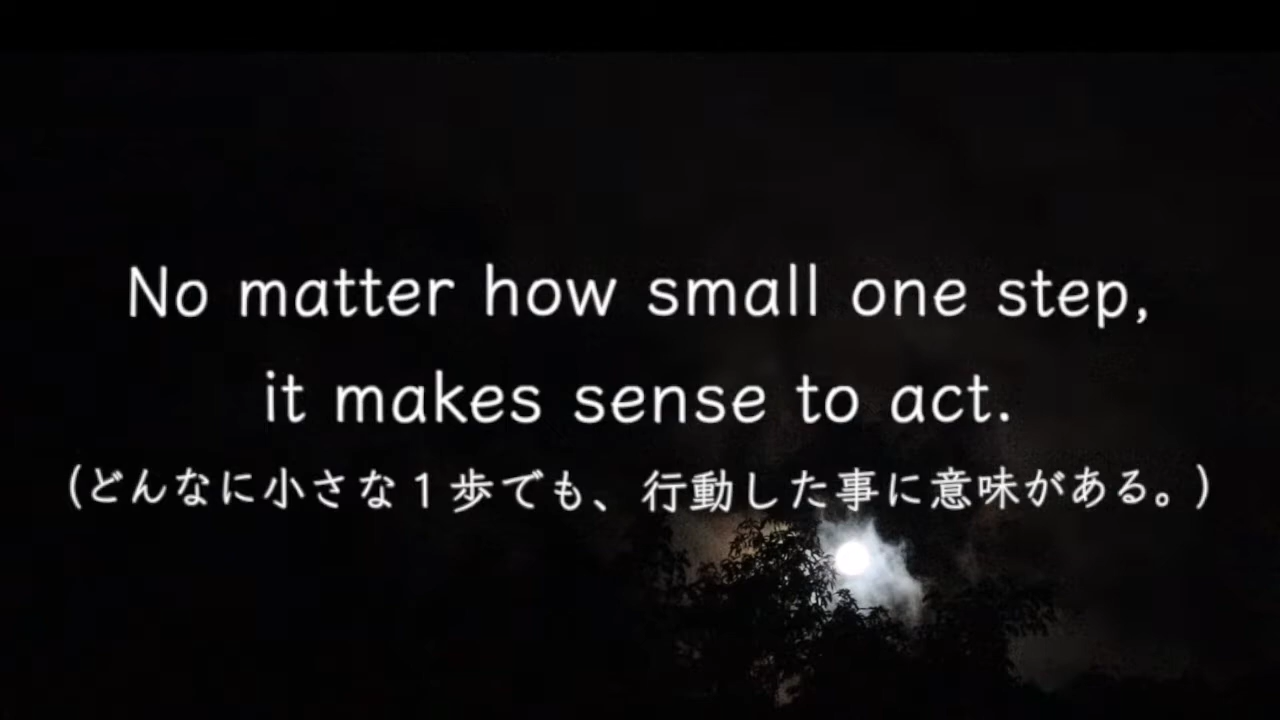 No matter how small one step,
it makes sense to act.
(どんなに小さな1歩でも、行動した事に意味がある。)